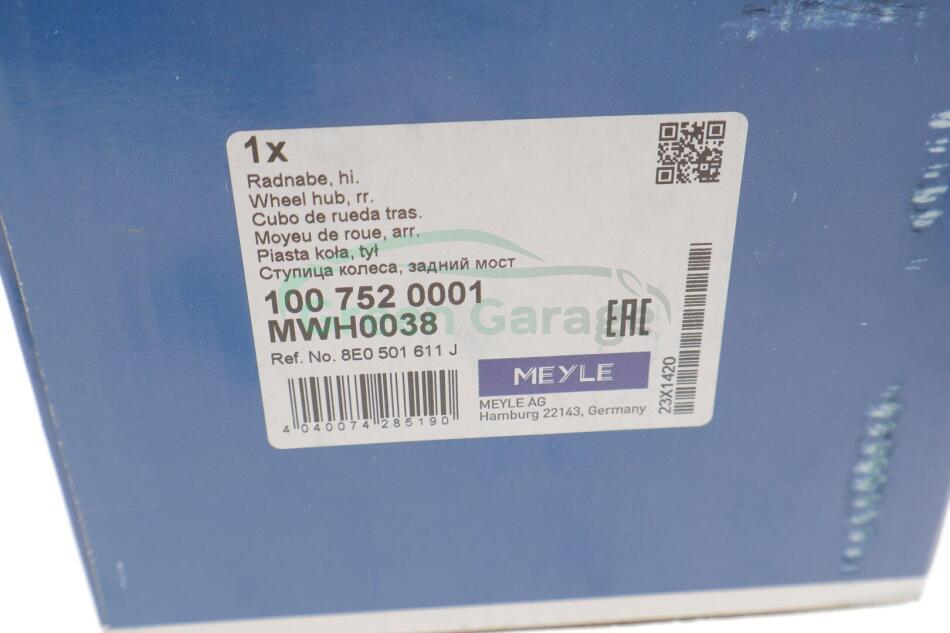 1x
Radnabe, hi.
Wheel hub, rr.
Cubo de rueda tras.
Moyeu de roue, arr.
Piasta koła, tył
Ступица колеса, задний мост
100 752 0001
MWH0038
Ref. No. 8E0 501 611 J
4 040074 285190
EAC
MEYLE
MEYLE AG
Hamburg 22143, Germany
23X1420
Green Garage